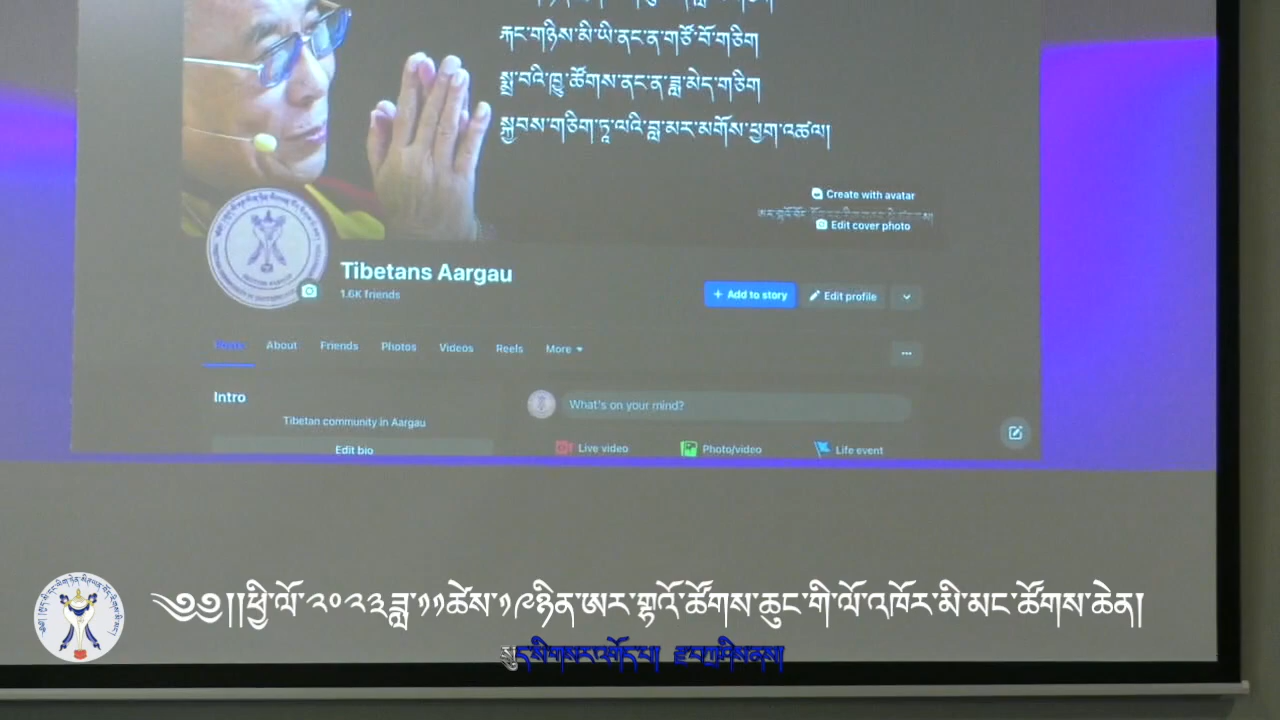 རྐང་གཉིས་མི་ཡི་ནང་ན་གཙོ་བོ་གཅིག
སྨྲ་བའི་ཁྱུ་ཚོགས་ནང་ན་ཟླ་མེད་གཅིག
སྐྱབས་གཅིག་ཏཱ་ལའི་བླ་མར་མགོས་ཕྱག་འཚལ།
Create with avatar
Edit cover photo
Tibetans Aargau
1.6K friends
+ Add to story
Edit profile
Posts About Friends Photos Videos Reels More
Intro
What's on your mind?
Tibetan community in Aargau
Edit bio
Live video Photo/video Life event
༄༅།།ཕྱི་ལོ་༢༠༢༣ཟླ་༡༡ཚེས་༡༩ཉིན་ཨར་གྷའོ་ཚོགས་ཆུང་གི་ལོ་འཁོར་མི་མང་ཚོགས་ཆེན།